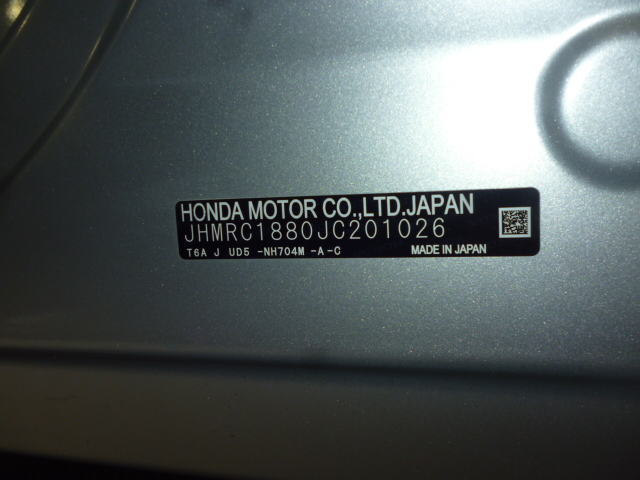 HONDA MOTOR CO.,LTD.JAPAN
JHMRC1880JC201026
T6A J UD5 -NH704M -A-C MADE IN JAPAN